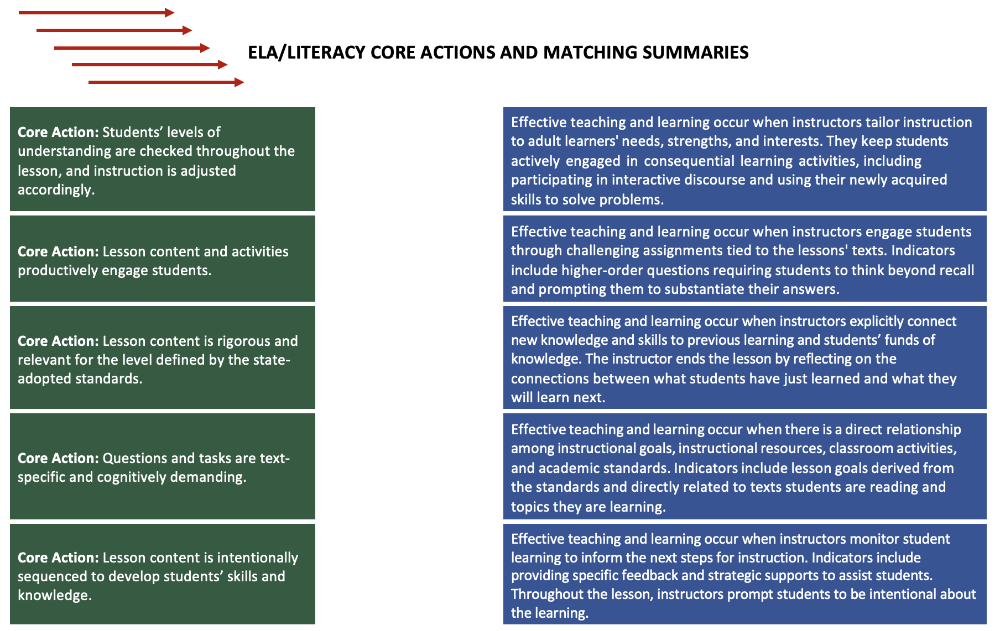 ELA/LITERACY CORE ACTIONS AND MATCHING SUMMARIES
Core Action: Students’ levels of
understanding are checked throughout the
lesson, and instruction is adjusted
accordingly.
Effective teaching and learning occur when instructors tailor instruction
to adult learners' needs, strengths, and interests. They keep students
actively engaged in consequential learning activities, including
participating in interactive discourse and using their newly acquired
skills to solve problems.
Core Action: Lesson content and activities
productively engage students.
Effective teaching and learning occur when instructors engage students
through challenging assignments tied to the lessons' texts. Indicators
include higher-order questions requiring students to think beyond recall
and prompting them to substantiate their answers.
Core Action: Lesson content is rigorous and
relevant for the level defined by the state-
adopted standards.
Effective teaching and learning occur when instructors explicitly connect
new knowledge and skills to previous learning and students’ funds of
knowledge. The instructor ends the lesson by reflecting on the
connections between what students have just learned and what they
will learn next.
Core Action: Questions and tasks are text-
specific and cognitively demanding.
Effective teaching and learning occur when there is a direct relationship
among instructional goals, instructional resources, classroom activities,
and academic standards. Indicators include lesson goals derived from
the standards and directly related to texts students are reading and
topics they are learning.
Core Action: Lesson content is intentionally
sequenced to develop students’ skills and
knowledge.
Effective teaching and learning occur when instructors monitor student
learning to inform the next steps for instruction. Indicators include
providing specific feedback and strategic supports to assist students.
Throughout the lesson, instructors prompt students to be intentional about
the learning.